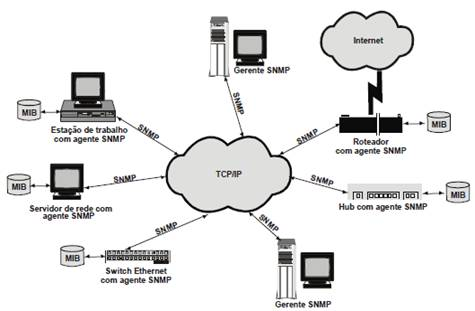 Internet
Gerente SNMP
SNMP
MIB
Estação de trabalho
com agente SNMP
SNMP
SNMP
Roteador
com agente SNMP
MIB
TCP/IP
MIB
SNMP
Servidor de rede com
agente SNMP
SNMP
Hub com agente SNMP
MIB
SNMP
SNMP
MIB
Switch Ethernet
com agente SNMP
Gerente SNMP